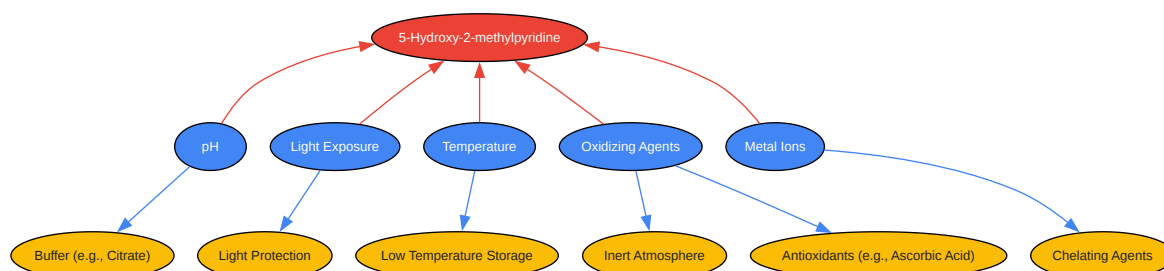 5-Hydroxy-2-methylpyridine
pH
Light Exposure
Temperature
Oxidizing Agents
Metal Ions
Buffer (e.g., Citrate)
Light Protection
Low Temperature Storage
Inert Atmosphere
Antioxidants (e.g., Ascorbic Acid)
Chelating Agents